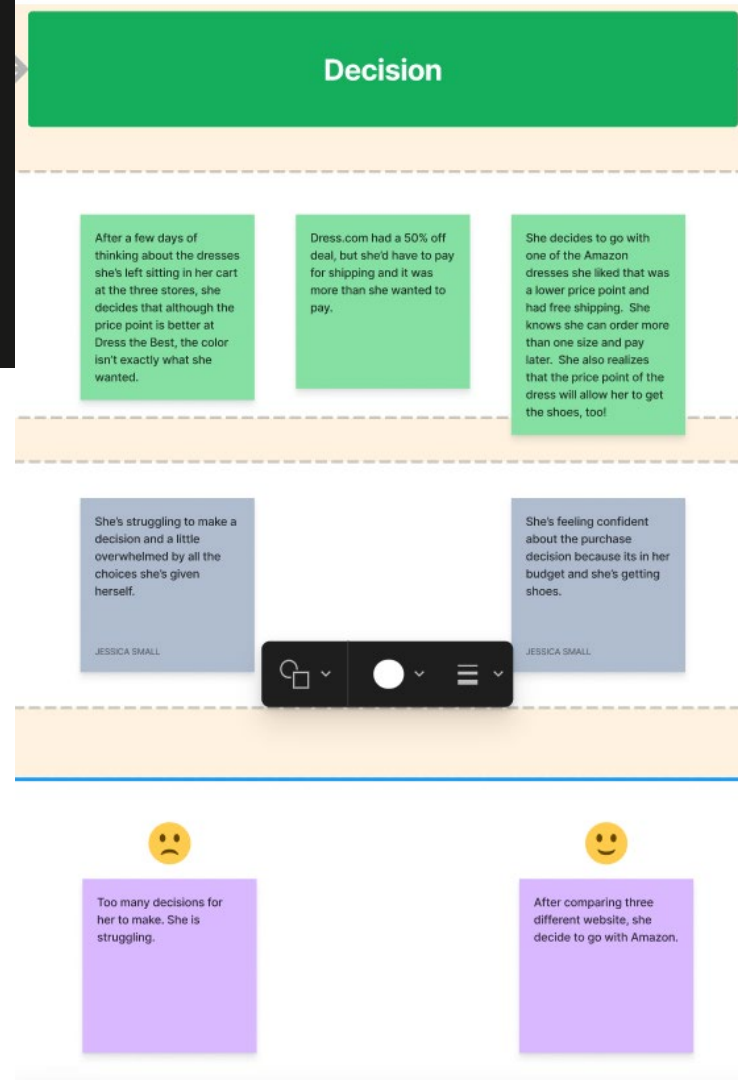 Decision
After a few days of
thinking about the dresses
she's left sitting in her cart
at the three stores, she
decides that although the
price point is better at
Dress the Best, the color
isn't exactly what she
wanted.
Dress.com had a 50% off
deal, but she'd have to pay
for shipping and it was
more than she wanted to
pay.
She decides to go with
one of the Amazon
dresses she liked that was
a lower price point and
had free shipping. She
knows she can order more
than one size and pay
later. She also realizes
that the price point of the
dress will allow her to get
the shoes, too!
She's struggling to make a
decision and a little
overwhelmed by all the
choices she's given
herself.
JESSICA SMALL
She's feeling confident
about the purchase
decision because its in her
budget and she's getting
shoes.
JESSICA SMALL
Too many decisions for
her to make. She is
struggling.
After comparing three
different website, she
decide to go with Amazon.